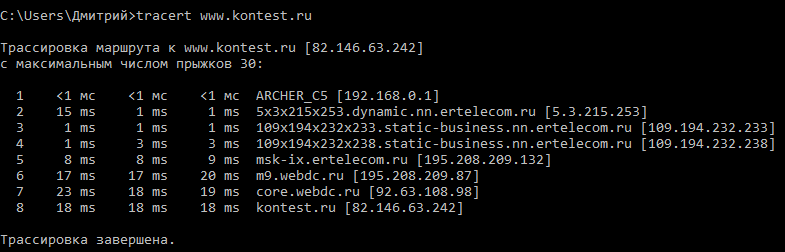 C:\Users\Дмитрий>tracert www.kontest.ru
Трассировка маршрута к www.kontest.ru [82.146.63.242]
с максимальным числом прыжков 30:
1 <1 мс <1 мс <1 мс ARCHER_C5 [192.168.0.1]
2 15 ms 1 ms 1 ms 5x3x215x253.dynamic.nn.ertelecom.ru [5.3.215.253]
3 1 ms 1 ms 1 ms 109x194x232x233.static-business.nn.ertelecom.ru [109.194.232.233]
4 1 ms 3 ms 3 ms 109x194x232x238.static-business.nn.ertelecom.ru [109.194.232.238]
5 8 ms 8 ms 9 ms msk-ix.ertelecom.ru [195.208.209.132]
6 17 ms 17 ms 20 ms m9.webdc.ru [195.208.209.87]
7 23 ms 18 ms 19 ms core.webdc.ru [92.63.108.98]
8 18 ms 18 ms 18 ms kontest.ru [82.146.63.242]
Трассировка завершена.